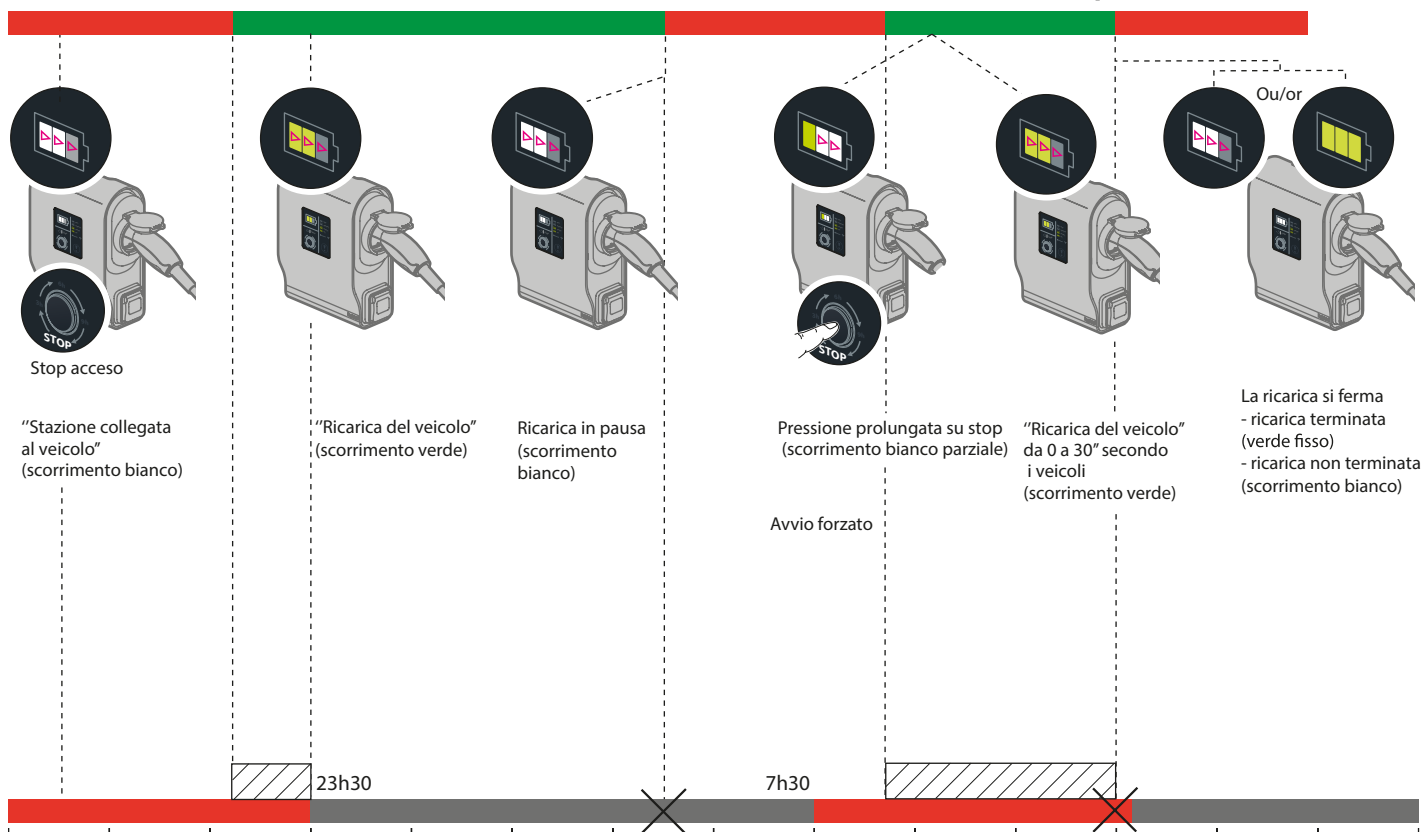 Ou/or
STOP
Stop acceso
STOP
"Stazione collegata
al veicolo"
(scorrimento bianco)
"Ricarica del veicolo"
(scorrimento verde)
Ricarica in pausa
(scorrimento
bianco)
Pressione prolungata su stop
(scorrimento bianco parziale)
Avvio forzato
"Ricarica del veicolo"
da 0 a 30" secondo
i veicoli
(scorrimento verde)
La ricarica si ferma
- ricarica terminata
(verde fisso)
- ricarica non terminata
(scorrimento bianco)
23h30
7h30